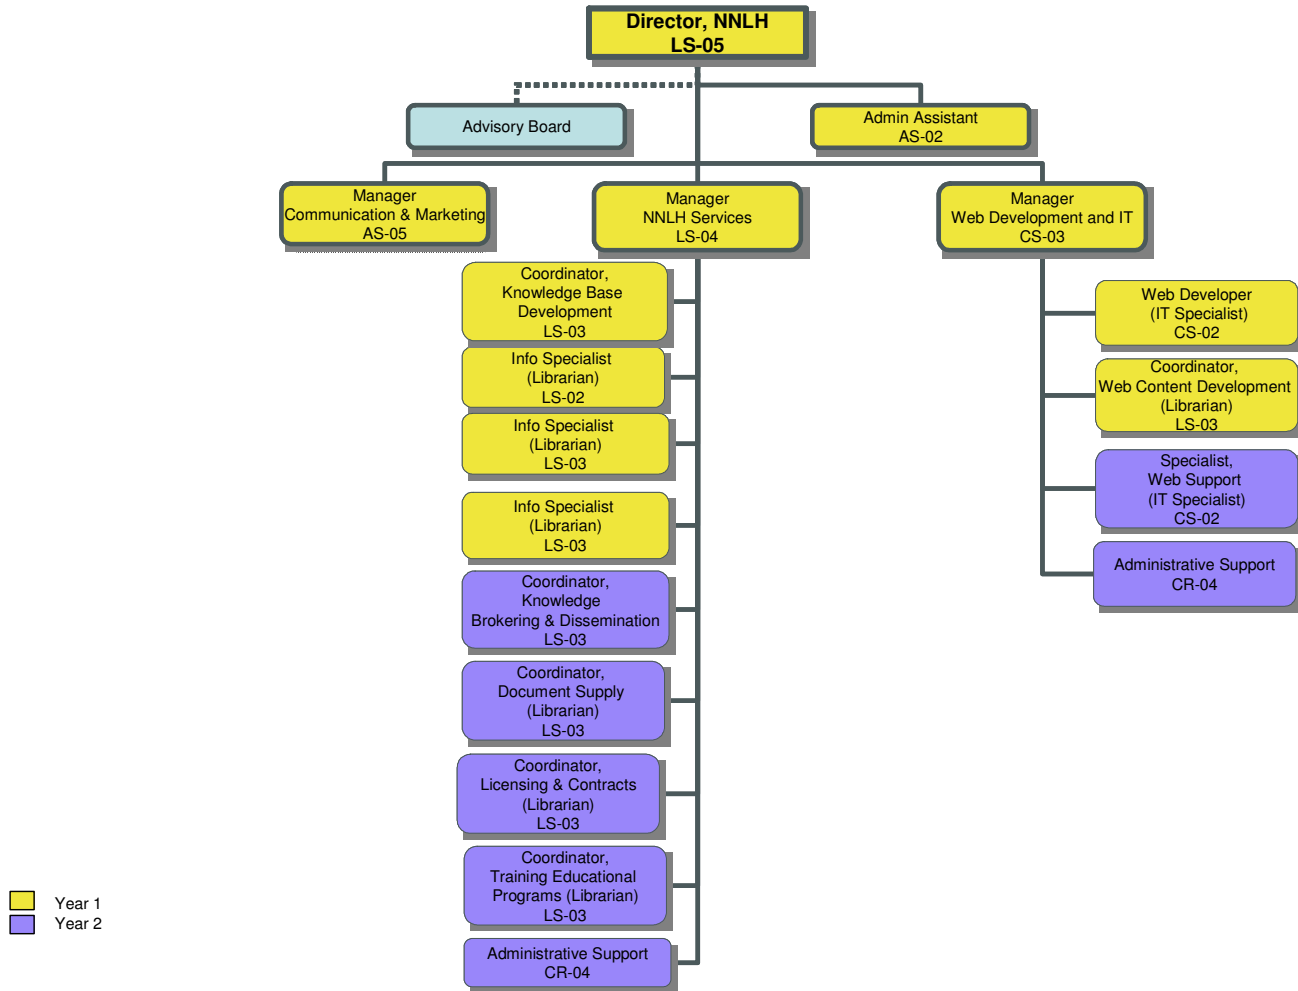 Director, NNLH
LS-05
Advisory Board
Admin Assistant
AS-02
Manager
Communication & Marketing
AS-05
Manager
NNLH Services
LS-04
Manager
Web Development and IT
CS-03
Coordinator,
Knowledge Base
Development
LS-03
Info Specialist
(Librarian)
LS-02
Info Specialist
(Librarian)
LS-03
Info Specialist
(Librarian)
LS-03
Coordinator,
Knowledge
Brokering & Dissemination
LS-03
Coordinator,
Document Supply
(Librarian)
LS-03
Coordinator,
Licensing & Contracts
(Librarian)
LS-03
Coordinator,
Training Educational
Programs (Librarian)
LS-03
Administrative Support
CR-04
Web Developer
(IT Specialist)
CS-02
Coordinator,
Web Content Development
(Librarian)
LS-03
Specialist,
Web Support
(IT Specialist)
CS-02
Administrative Support
CR-04
Year 1
Year 2